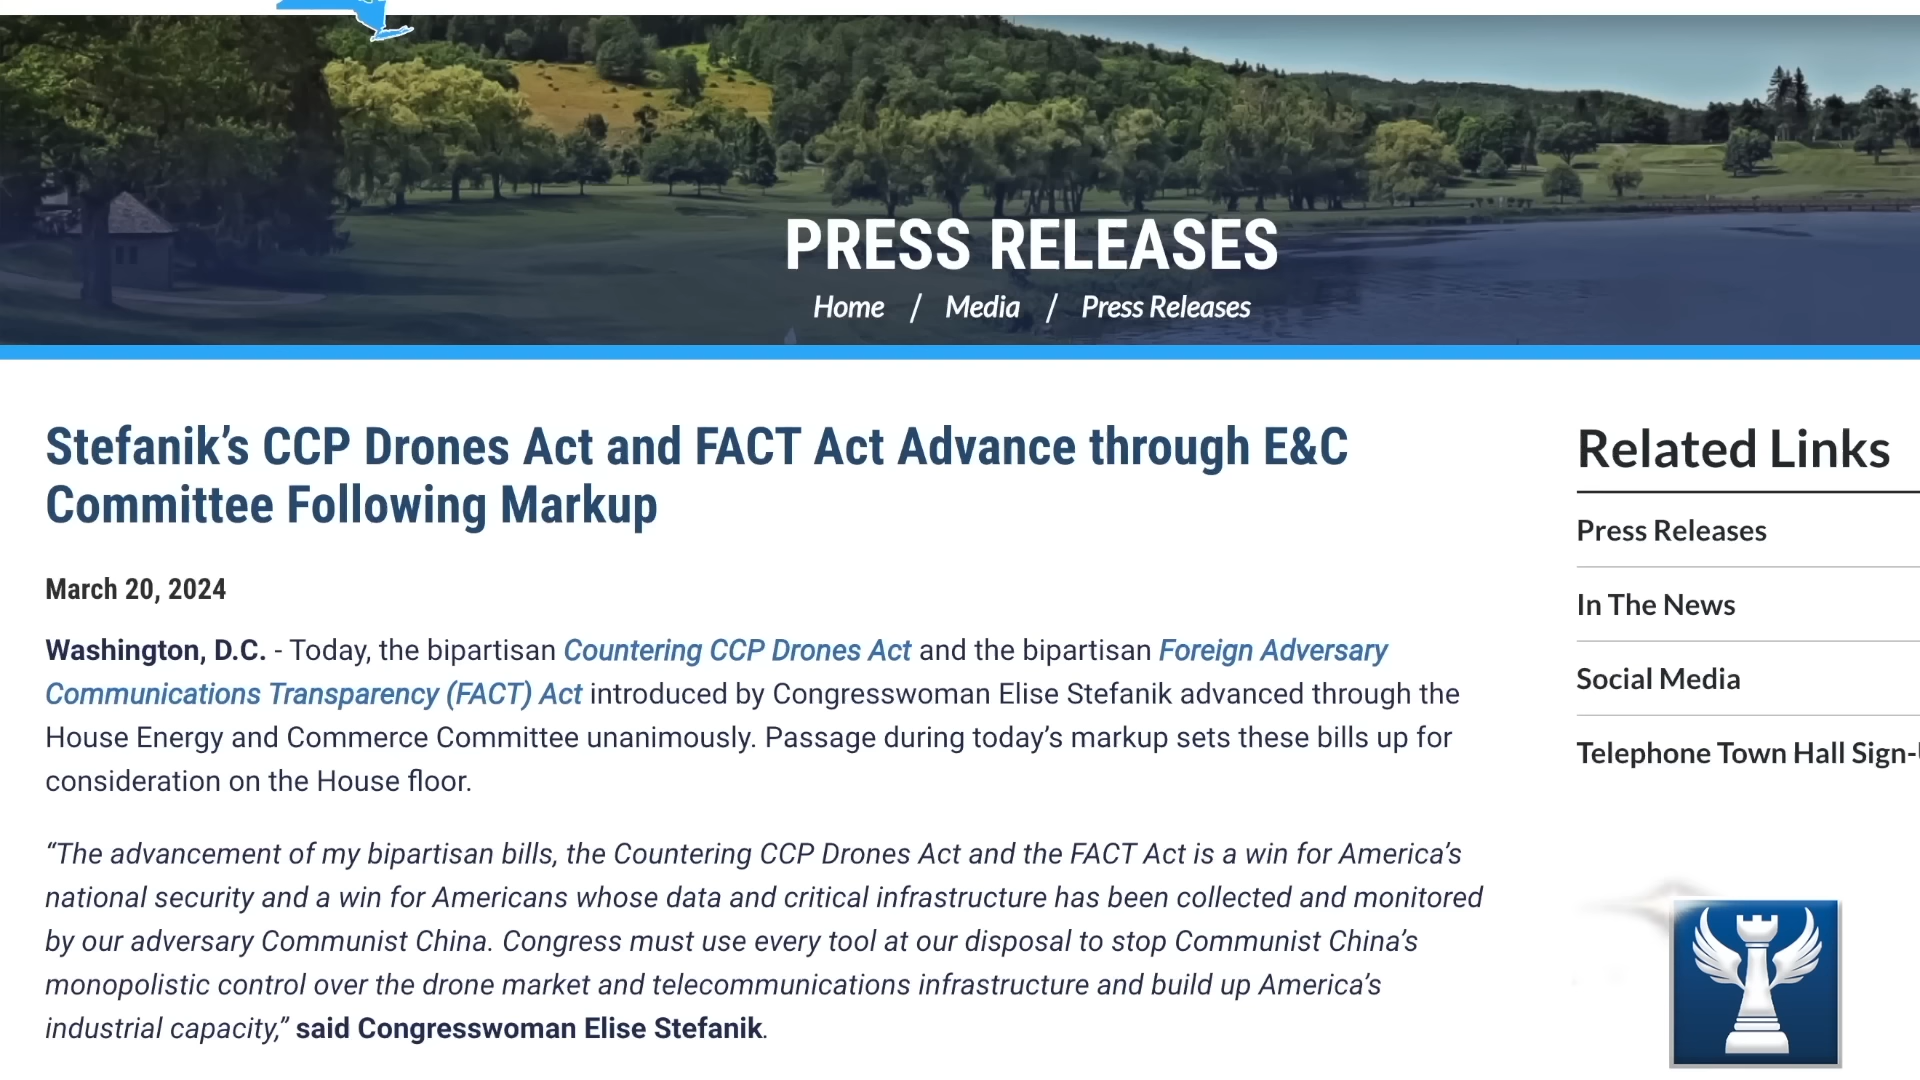 PRESS RELEASES
Home / Media / Press Releases
Stefanik’s CCP Drones Act and FACT Act Advance through E&C
Committee Following Markup
March 20, 2024
Washington, D.C. - Today, the bipartisan Countering CCP Drones Act and the bipartisan Foreign Adversary
Communications Transparency (FACT) Act introduced by Congresswoman Elise Stefanik advanced through the
House Energy and Commerce Committee unanimously. Passage during today’s markup sets these bills up for
consideration on the House floor.
“The advancement of my bipartisan bills, the Countering CCP Drones Act and the FACT Act is a win for America’s
national security and a win for Americans whose data and critical infrastructure has been collected and monitored
by our adversary Communist China. Congress must use every tool at our disposal to stop Communist China’s
monopolistic control over the drone market and telecommunications infrastructure and build up America’s
industrial capacity,” said Congresswoman Elise Stefanik.
Related Links
Press Releases
In The News
Social Media
Telephone Town Hall Sign-